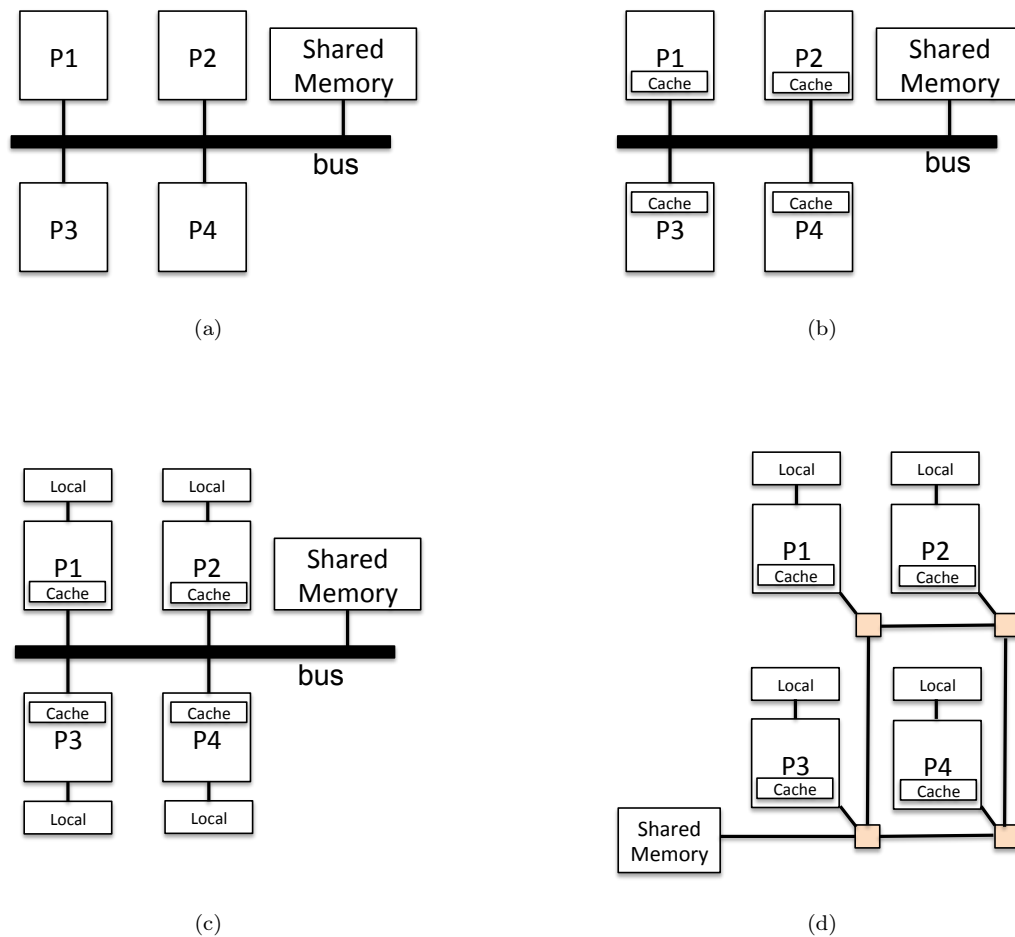 P1
P2
Shared
Memory
bus
P3
P4
(a)
P1
Cache
P2
Cache
Shared
Memory
bus
Cache
P3
Cache
P4
(b)
Local
Local
P1
Cache
P2
Cache
Shared
Memory
bus
Cache
P3
Cache
P4
Local
Local
(c)
Local
Local
P1
Cache
P2
Cache
Local
Local
P3
Cache
P4
Cache
Shared
Memory
(d)